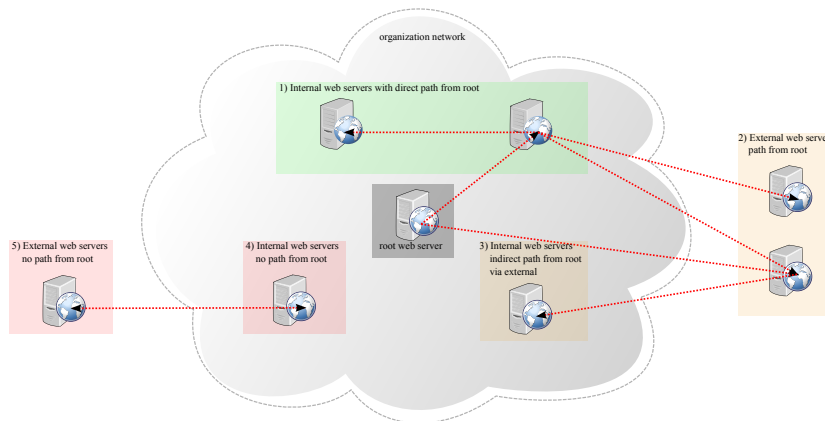 organization network
1) Internal web servers with direct path from root
2) External web serve
path from root
root web server
3) Internal web servers
indirect path from root
via external
4) Internal web servers
no path from root
5) External web servers
no path from root